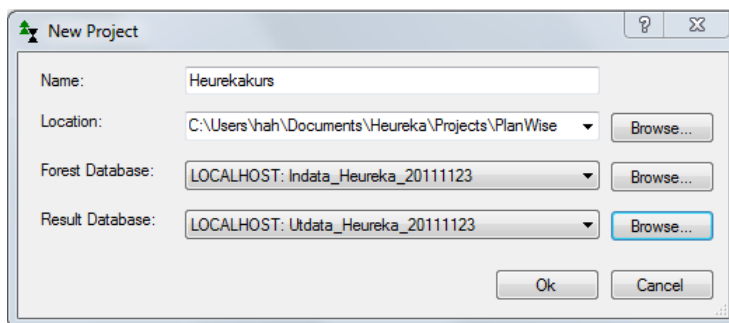 New Project
Name: Heurekakurs
Location: C:\Users\hah\Documents\Heureka\Projects\PlanWise Browse...
Forest Database: LOCALHOST: Indata_Heureka_20111123 Browse...
Result Database: LOCALHOST: Utdata_Heureka_20111123 Browse...
Ok Cancel